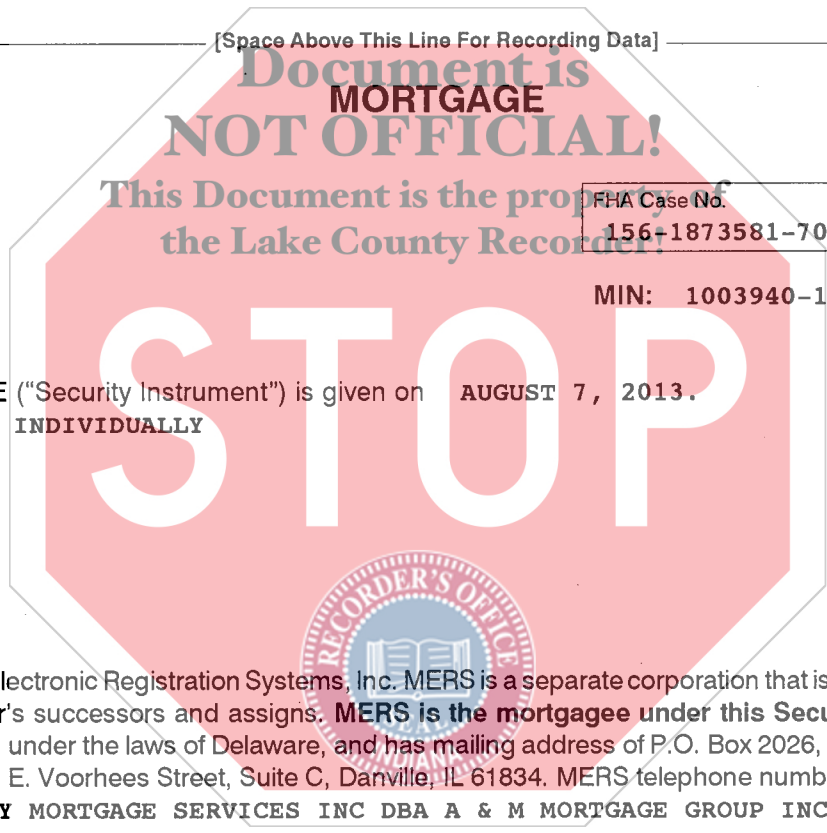 [Space Above This Line For Recording Data]
Document is
MORTGAGE
NOT OFFICIAL!
This Document is the property of
the Lake County Recorder!
FHA Case No.
156-1873581-70
MIN: 1003940-1
E ("Security Instrument") is given on AUGUST 7, 2013.
INDIVIDUALLY
STOP
RECORDER'S OFFICE
SEAL
INDIANA
lectronic Registration Systems, Inc. MERS is a separate corporation that is
r's successors and assigns. MERS is the mortgagee under this Secu
under the laws of Delaware, and has mailing address of P.O. Box 2026,
E. Voorhees Street, Suite C, Danville, IL 61834. MERS telephone numb
Y MORTGAGE SERVICES INC DBA A & M MORTGAGE GROUP INC